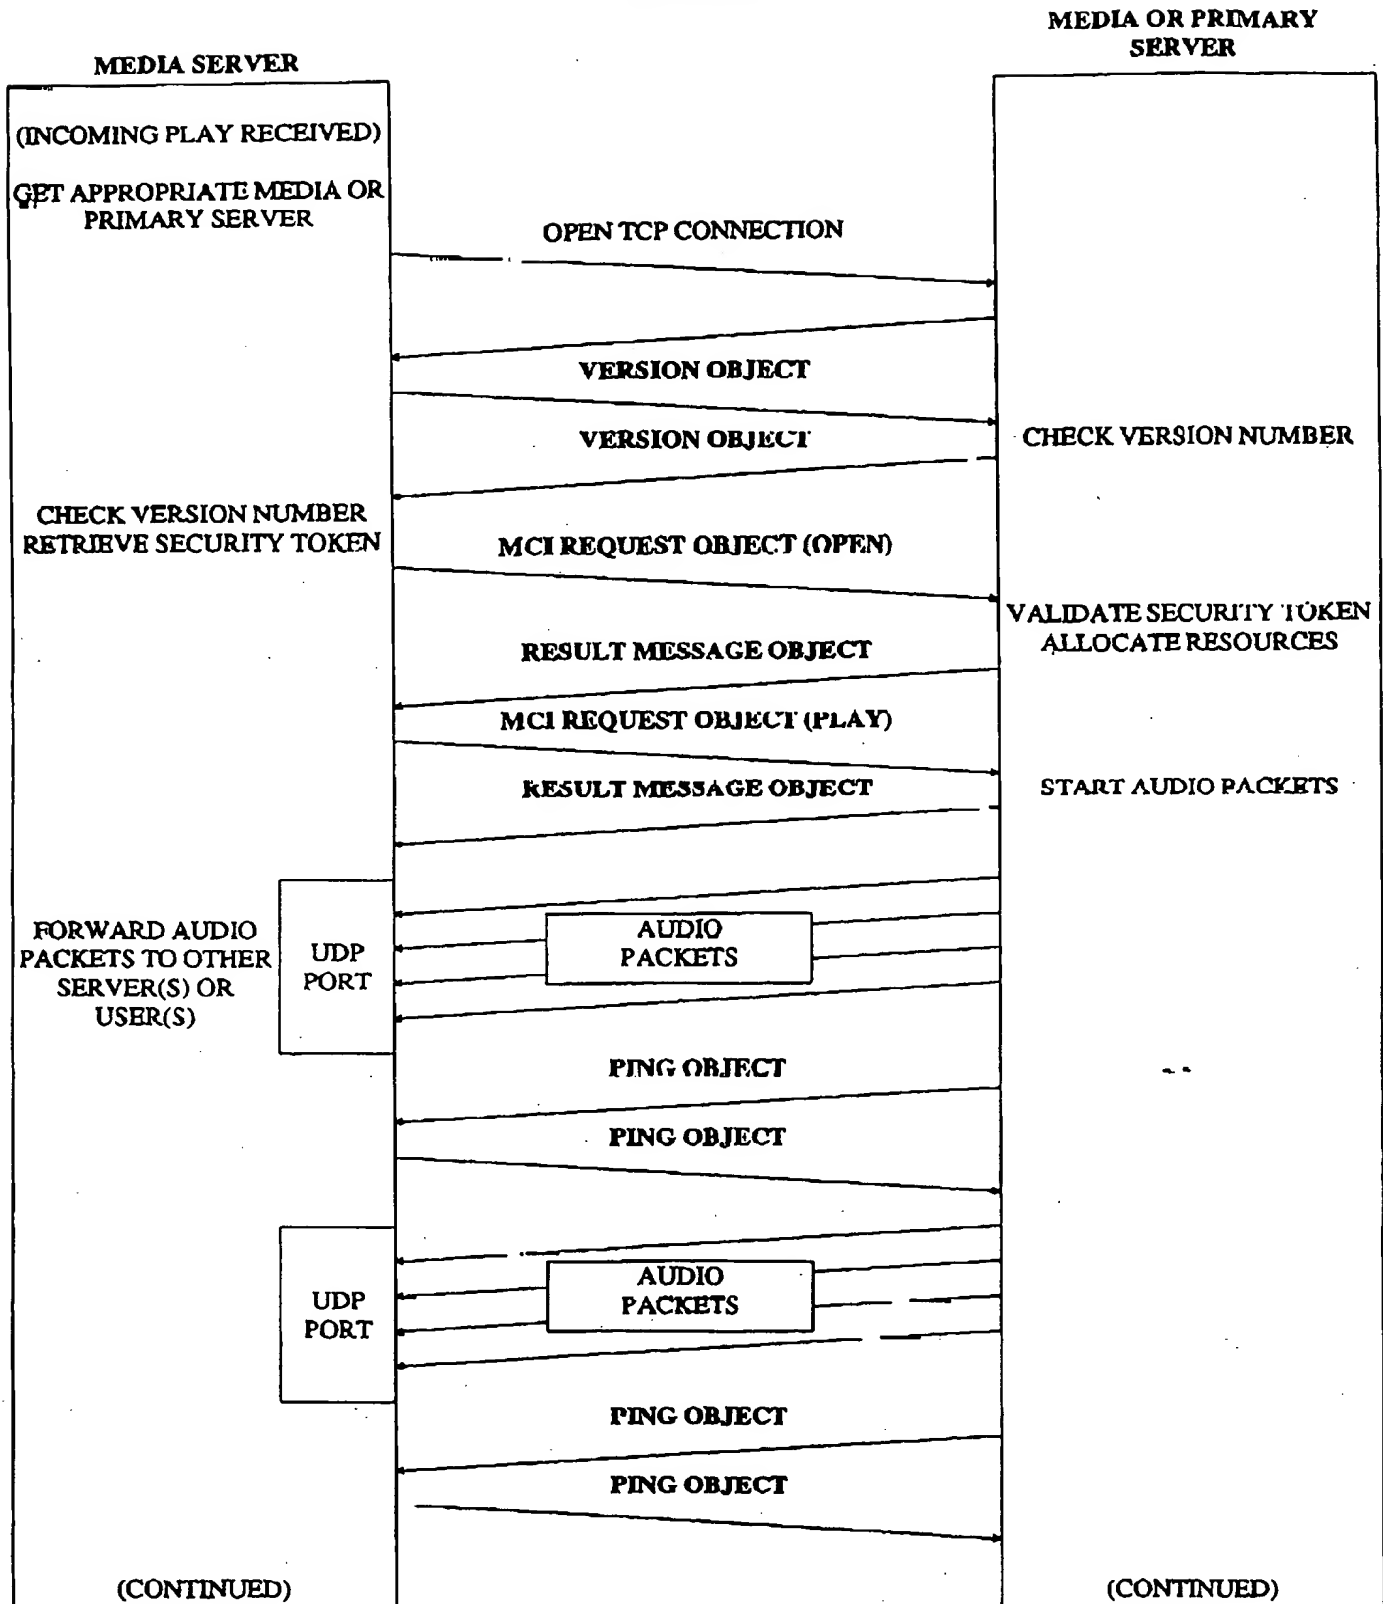 MEDIA OR PRIMARY
SERVER
MEDIA SERVER
(INCOMING PLAY RECEIVED)
GET APPROPRIATE MEDIA OR
PRIMARY SERVER
OPEN TCP CONNECTION
VERSION OBJECT
VERSION OBJECT
CHECK VERSION NUMBER
CHECK VERSION NUMBER
RETRIEVE SECURITY TOKEN
MCI REQUEST OBJECT (OPEN)
VALIDATE SECURITY TOKEN
ALLOCATE RESOURCES
RESULT MESSAGE OBJECT
MCI REQUEST OBJECT (PLAY)
RESULT MESSAGE OBJECT
START AUDIO PACKETS
FORWARD AUDIO
PACKETS TO OTHER
SERVER(S) OR
USER(S)
UDP
PORT
AUDIO
PACKETS
PING OBJECT
PING OBJECT
UDP
PORT
AUDIO
PACKETS
PING OBJECT
PING OBJECT
(CONTINUED)
(CONTINUED)